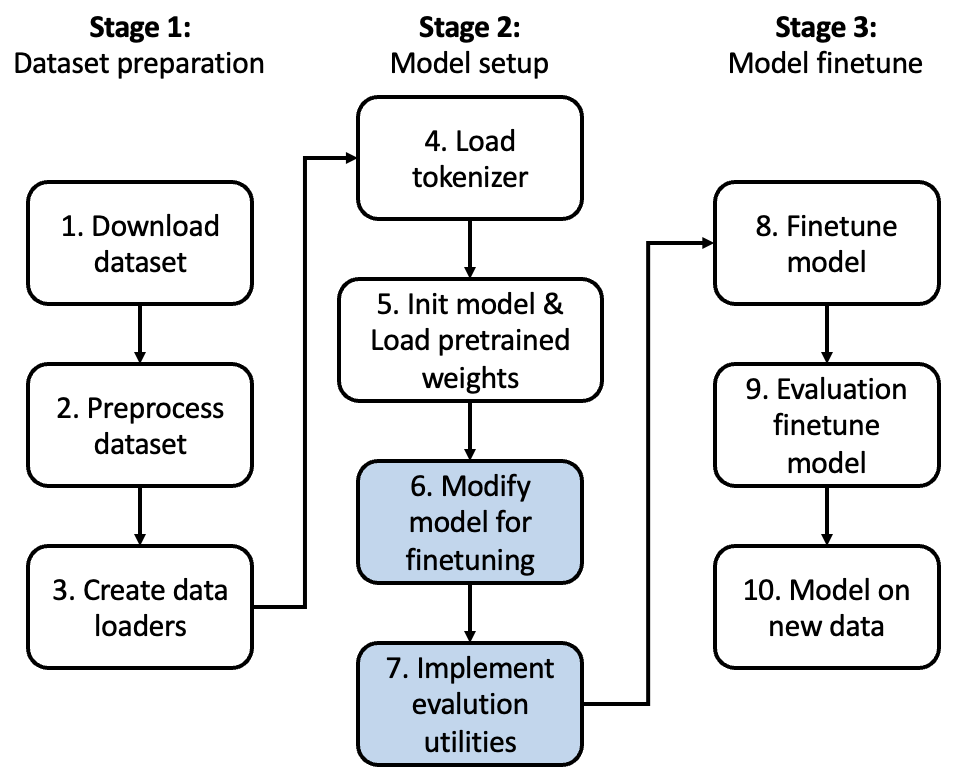 Stage 1:
Dataset preparation
1. Download
dataset
2. Preprocess
dataset
3. Create data
loaders
Stage 2:
Model setup
4. Load
tokenizer
5. Init model &
Load pretrained
weights
6. Modify
model for
finetuning
7. Implement
evalution
utilities
Stage 3:
Model finetune
8. Finetune
model
9. Evaluation
finetune
model
10. Model on
new data